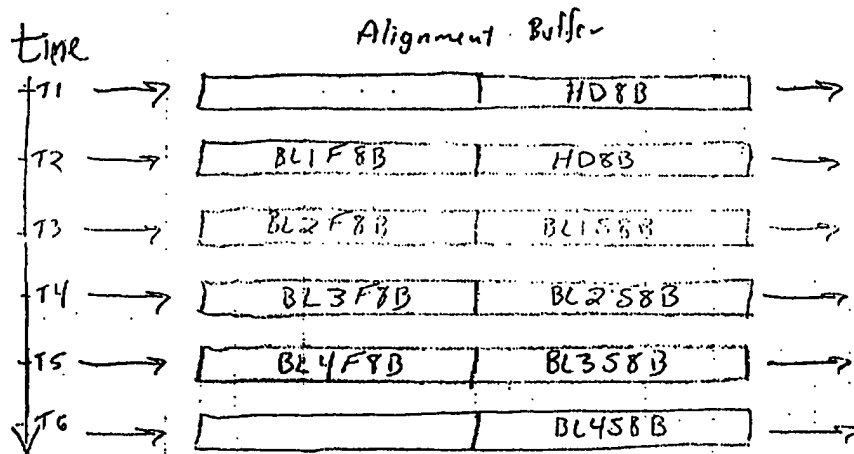 time
Alignment Buffer
T1 HD8B
T2 BL1F8B HD8B
T3 BL2F8B BL1S8B
T4 BL3F8B BL2S8B
T5 BL4F8B BL3S8B
T6 BL4S8B